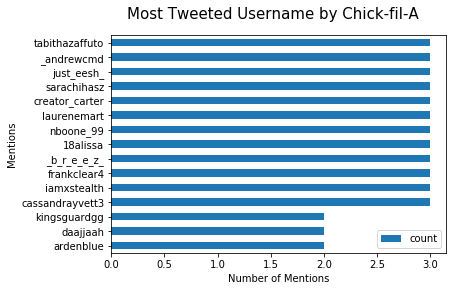 Most Tweeted Username by Chick-fil-A
Mentions
tabithazaffuto
_andrewcmd
just_eesh_
sarachihasz
creator_carter
laurenemart
nboone_99
18alissa
_b_r_e_e_z_
frankclear4
iamxstealth
cassandrayvett3
kingsguardgg
daajjaah
ardenblue
count
0.0 0.5 1.0 1.5 2.0 2.5 3.0
Number of Mentions